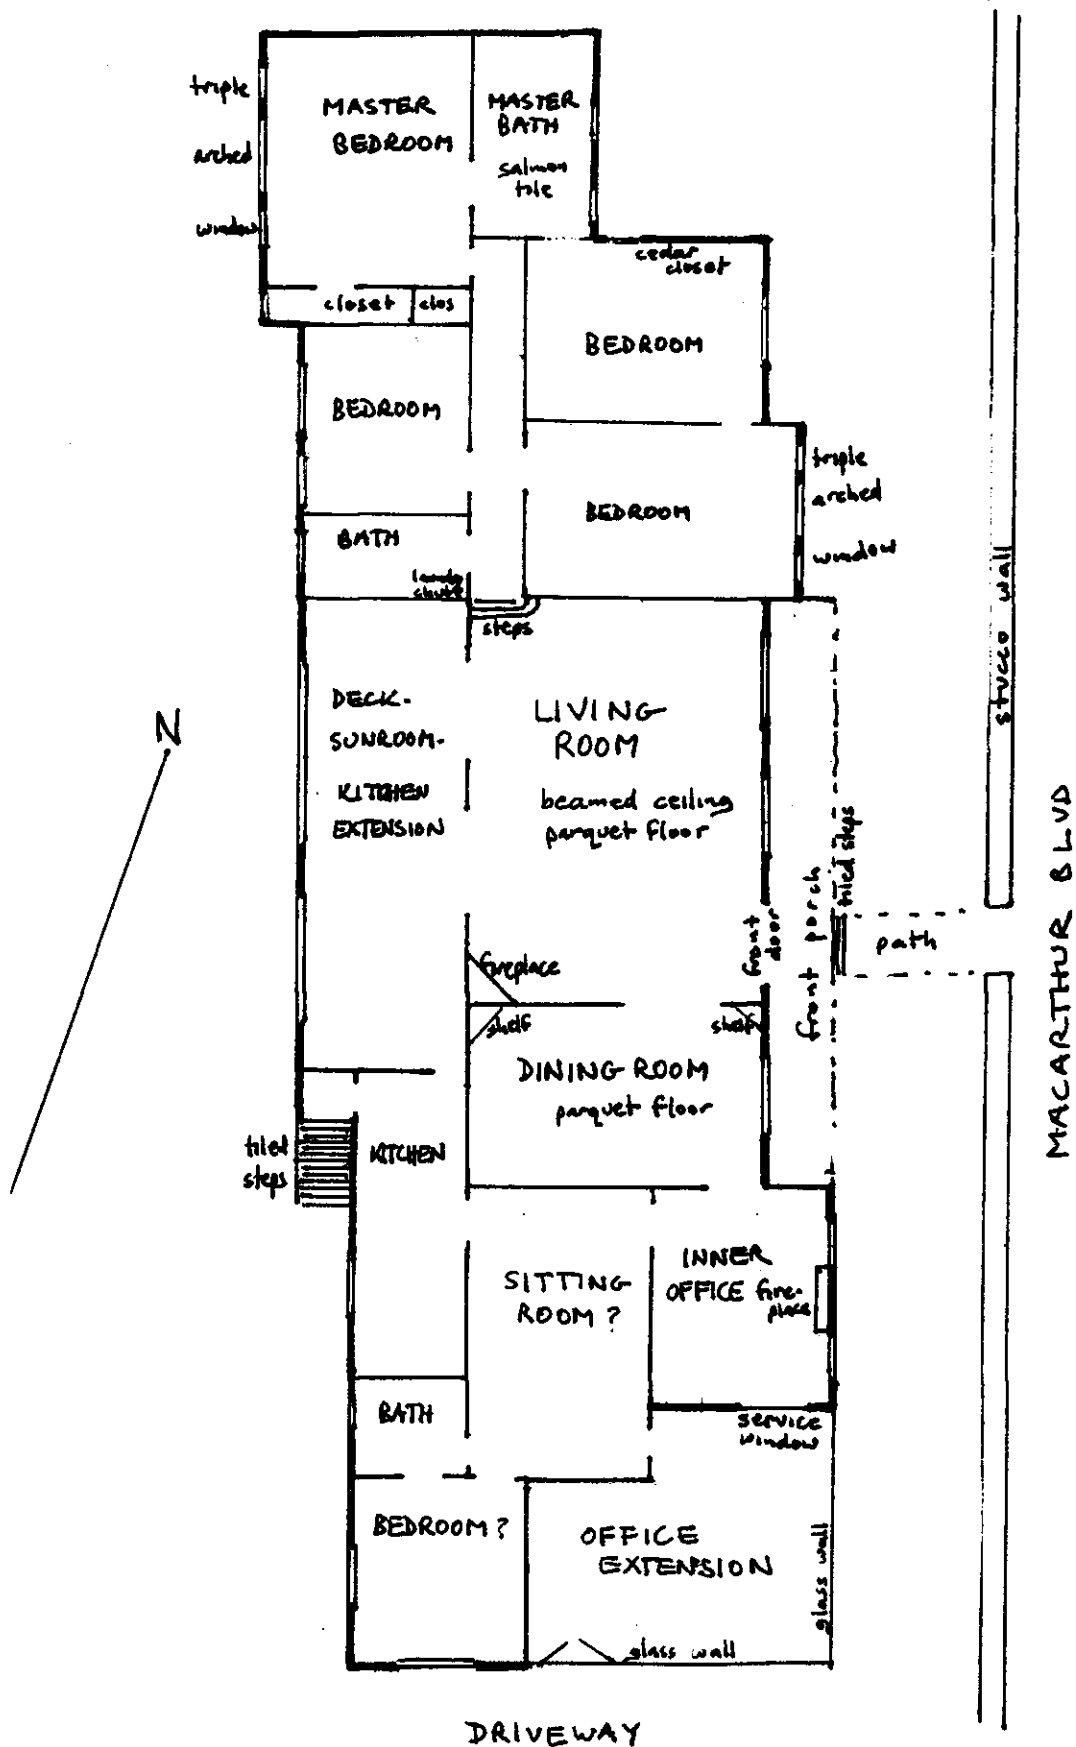 triple
arched
window
MASTER
BEDROOM
MASTER
BATH
salmon
tile
cedar
closet
closet
clos
BEDROOM
BEDROOM
BEDROOM
triple
arched
window
BATH
laundry
chute
steps
stucco wall
N
DECK-
SUNROOM-
KITCHEN
EXTENSION
LIVING
ROOM
beamed ceiling
parquet floor
front
door
front porch
tiled steps
path
MACARTHUR BLVD
fireplace
shelf
shelf
DINING ROOM
parquet floor
tiled
steps
KITCHEN
SITTING
ROOM ?
INNER
OFFICE
fire-
place
service
window
BATH
BEDROOM ?
OFFICE
EXTENSION
glass wall
glass wall
DRIVEWAY